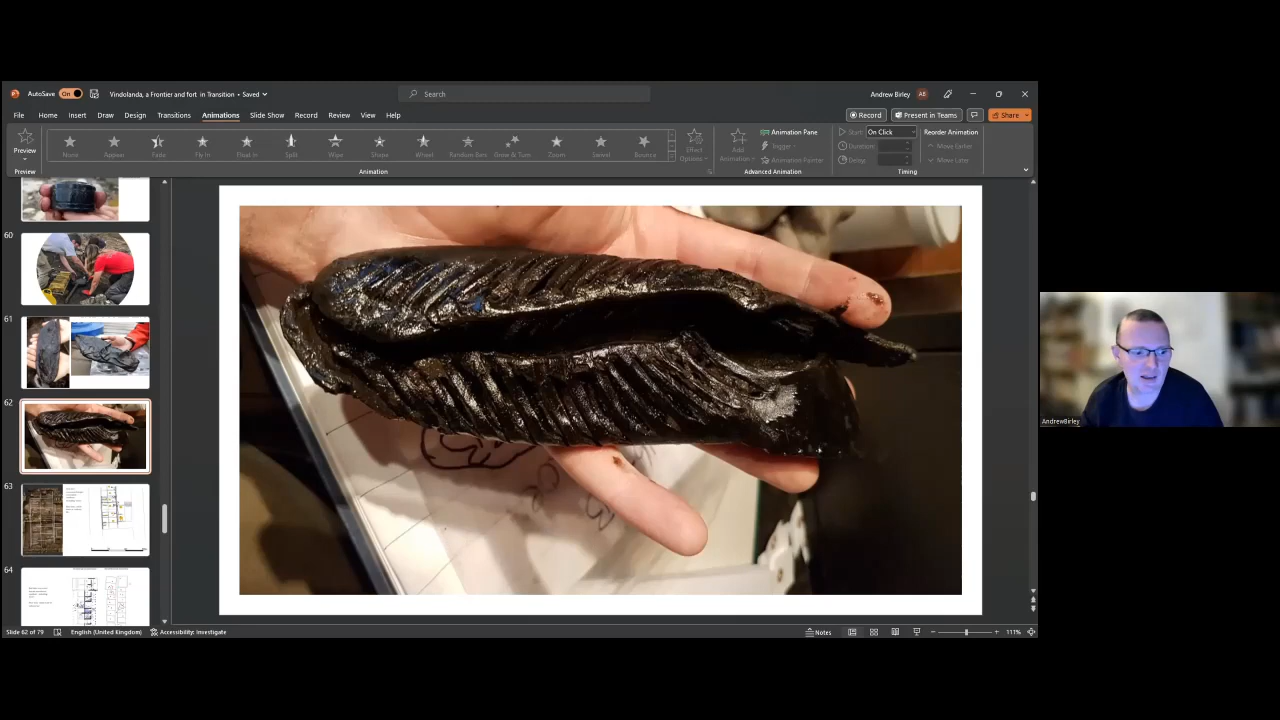 AutoSave On Vindolanda, a Frontier and fort in Transition • Saved Search Andrew Birley AB
File Home Insert Draw Design Transitions Animations Slide Show Record Review View Help Record Present in Teams Share
Preview None Appear Fade Fly In Float In Split Wipe Shape Wheel Random Bars Grow & Turn Zoom Swivel Bounce Effect Options Add Animation Animation Pane Trigger Animation Painter Start: On Click Duration: Delay: Reorder Animation Move Earlier Move Later
Preview Animation Advanced Animation Timing
60
61
62
63
64
AndrewBirley
Slide 62 of 79 English (United Kingdom) Accessibility: Investigate Notes 111%